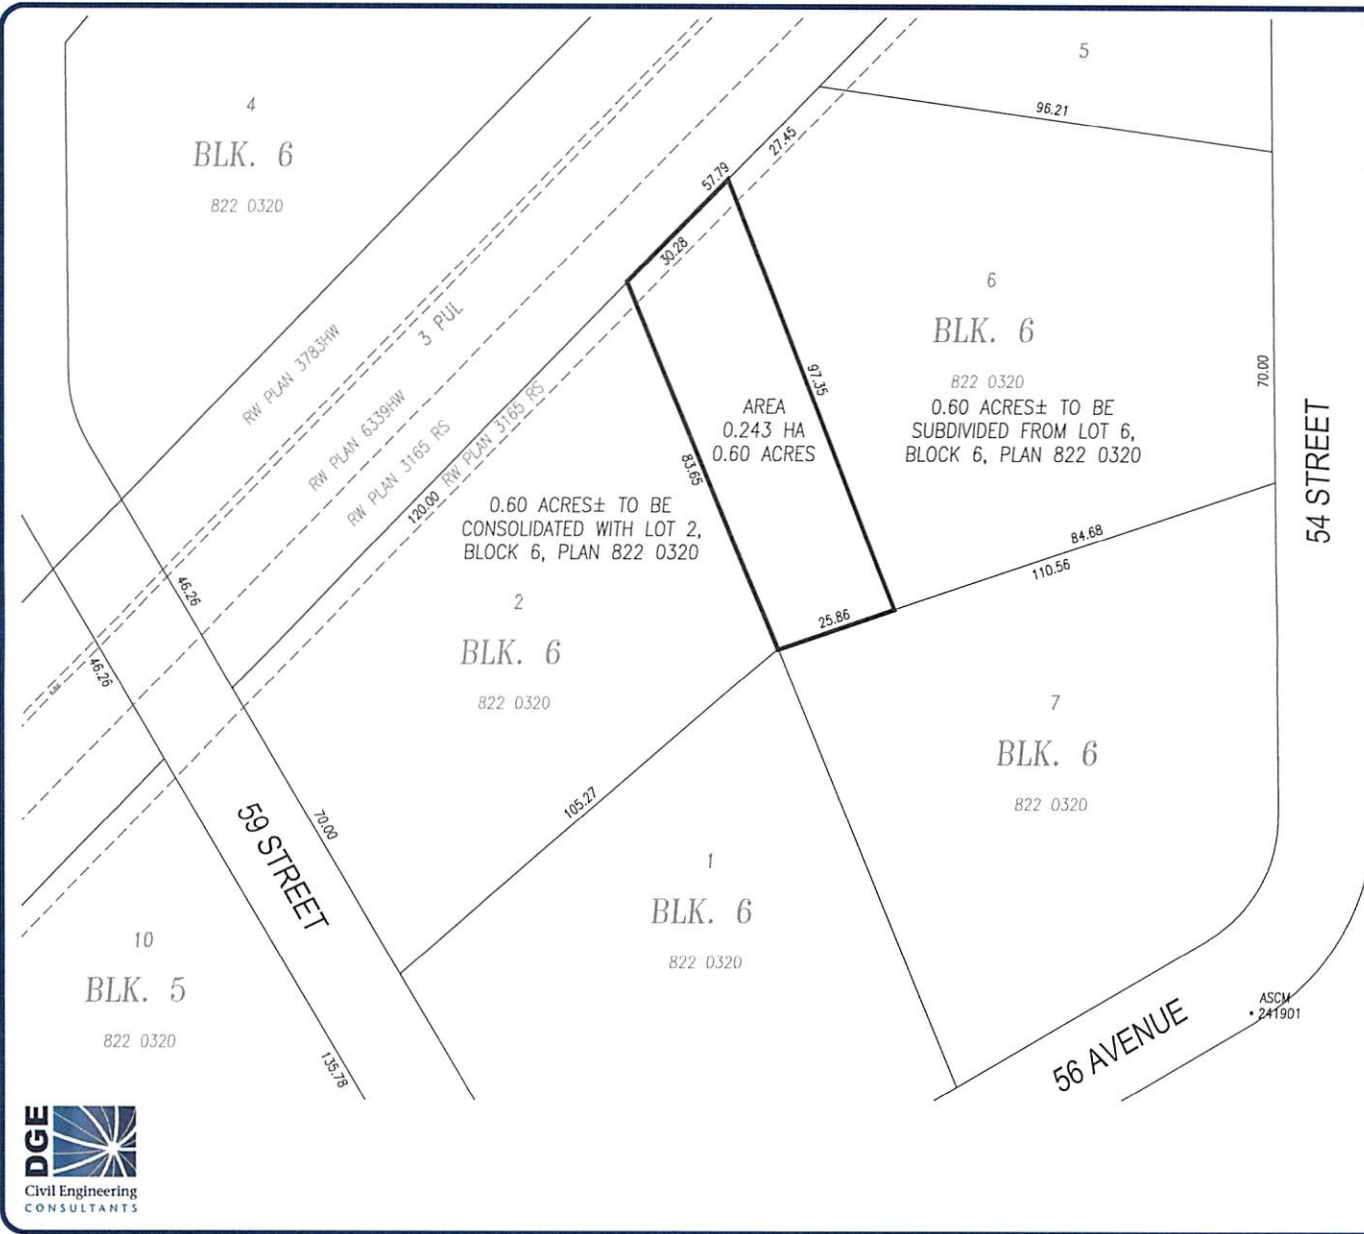 5
96.21
4
BLK. 6
822 0320
27.45
57.79
30.28
3 PUL
RW PLAN 3783HW
RW PLAN 6339HW
RW PLAN 3165 RS
120.00
RW PLAN 3165 RS
6
BLK. 6
822 0320
0.60 ACRES± TO BE
SUBDIVIDED FROM LOT 6,
BLOCK 6, PLAN 822 0320
70.00
54 STREET
97.35
AREA
0.243 HA
0.60 ACRES
83.65
0.60 ACRES± TO BE
CONSOLIDATED WITH LOT 2,
BLOCK 6, PLAN 822 0320
2
BLK. 6
822 0320
84.68
110.56
25.86
46.26
46.26
7
BLK. 6
822 0320
105.27
70.00
59 STREET
1
BLK. 6
822 0320
10
BLK. 5
822 0320
135.78
56 AVENUE
ASCM
241901
DGE
Civil Engineering
CONSULTANTS